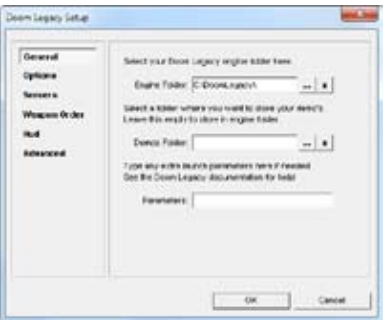 Doom Legacy Setup
General
Options
Servers
Weapon Order
Hud
Advanced
Select your Doom Legacy engine folder here.
Engine Folder: C:\DoomLegacy\
... x
Select a folder where you want to store your demo's.
Leave this empty to store in engine folder.
Demos Folder:
... x
Type any extra launch parameters here if needed.
See the Doom Legacy documentation for help!
Parameters:
OK
Cancel